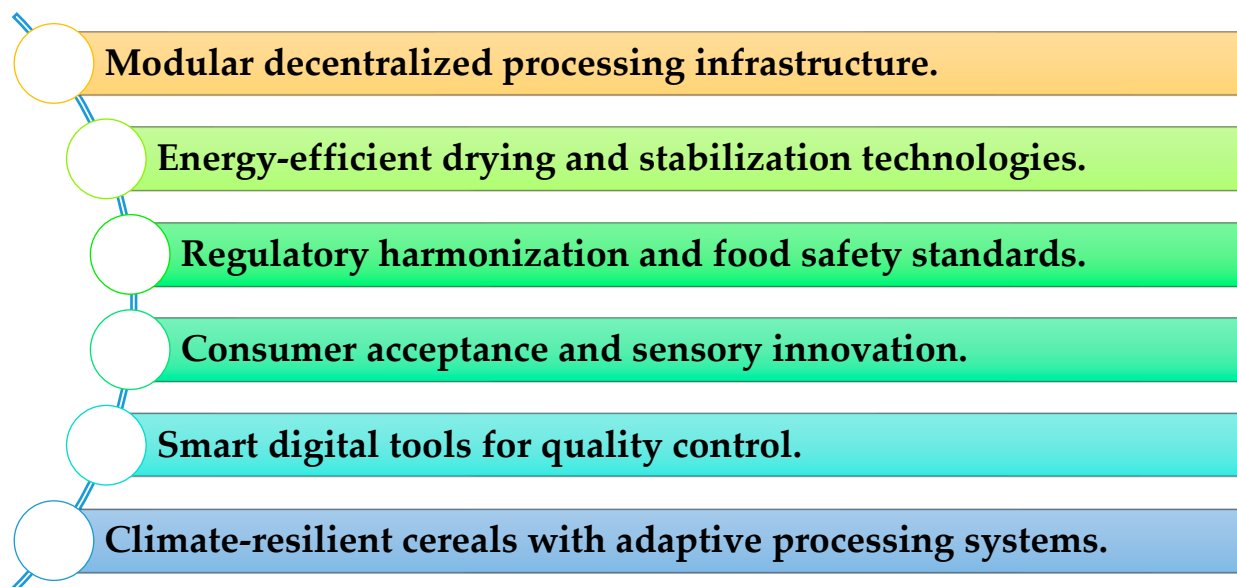 Modular decentralized processing infrastructure.
Energy-efficient drying and stabilization technologies.
Regulatory harmonization and food safety standards.
Consumer acceptance and sensory innovation.
Smart digital tools for quality control.
Climate-resilient cereals with adaptive processing systems.